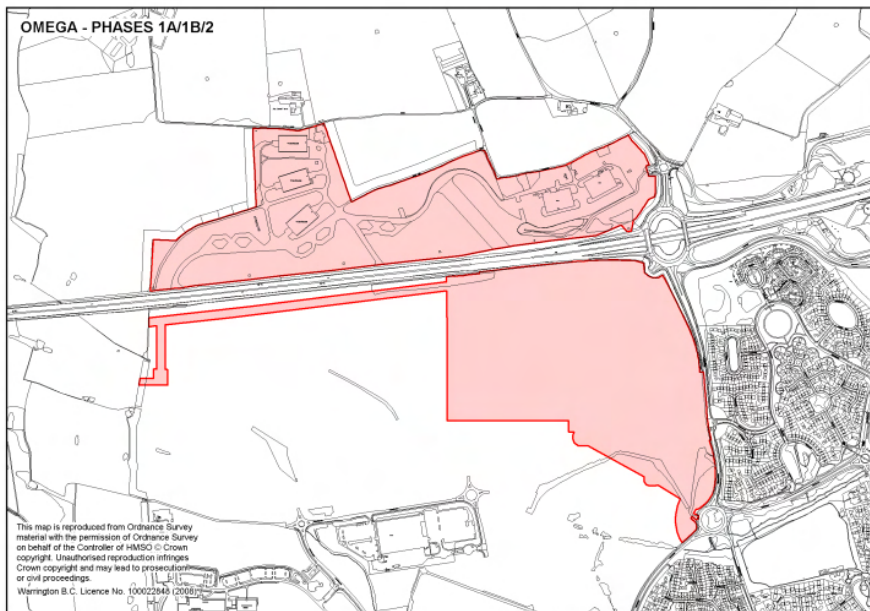 OMEGA - PHASES 1A/1B/2
This map is reproduced from Ordnance Survey
material with the permission of Ordnance Survey
on behalf of the Controller of HMSO © Crown
copyright. Unauthorised reproduction infringes
Crown copyright and may lead to prosecution
or civil proceedings.
Warrington B.C. Licence No. 100022848 (2008)